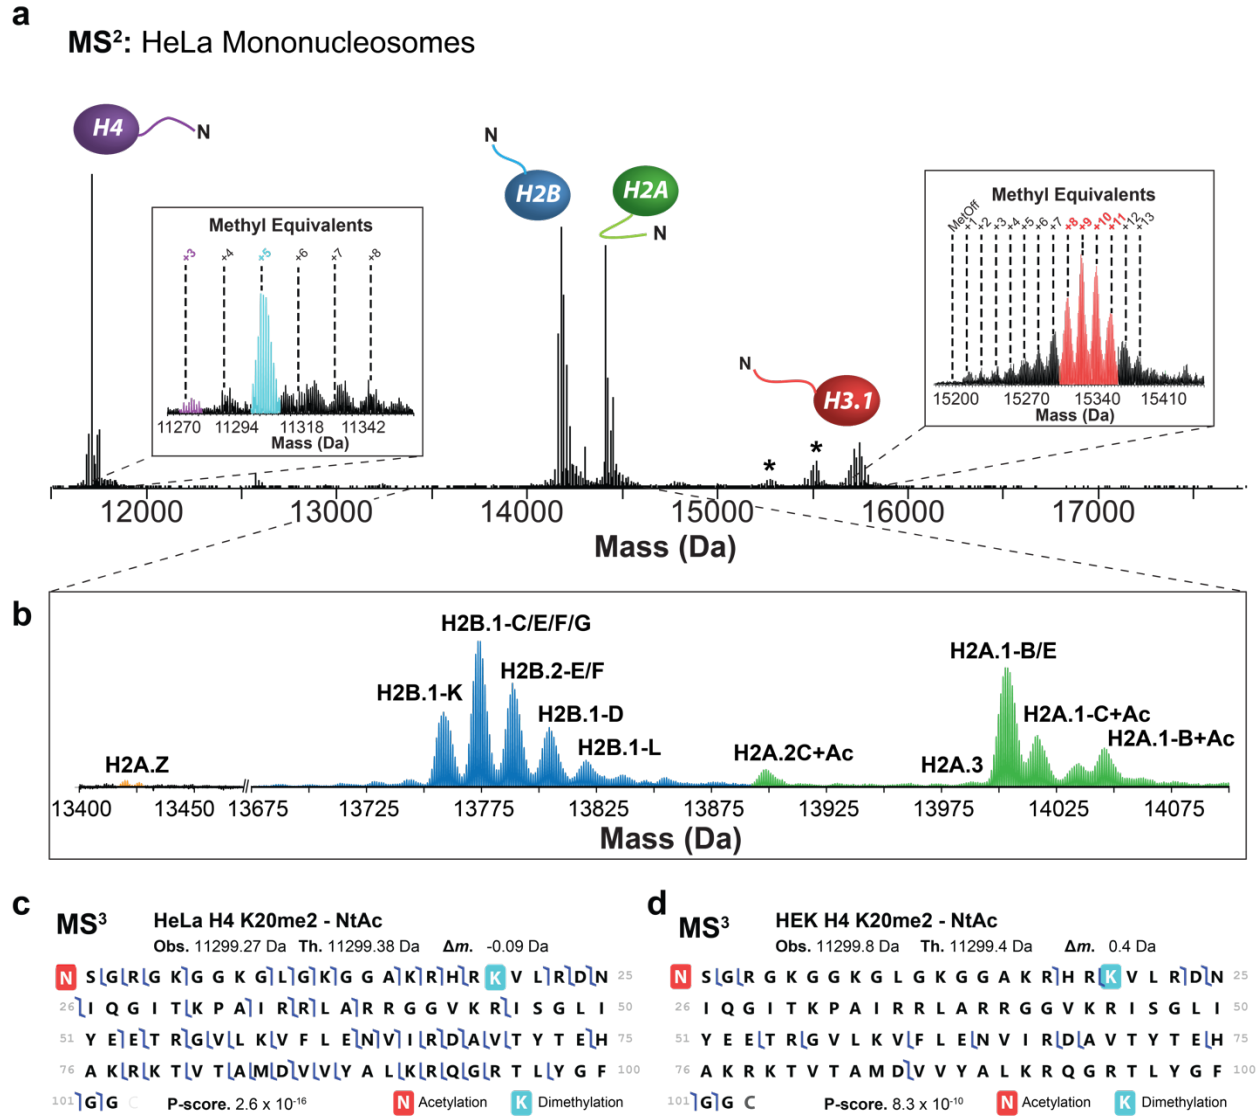 a
MS²: HeLa Mononucleosomes
H4
N
N
H2B
H2A
N
N
H3.1
Methyl Equivalents
+3 +4 +5 +6 +7 +8
11270 11294 11318 11342
Mass (Da)
Methyl Equivalents
MetOff +1 +2 +3 +4 +5 +6 +7 +8 +9 +10 +11 +12 +13
15200 15270 15340 15410
Mass (Da)
* *
12000 13000 14000 15000 16000 17000
Mass (Da)
b
H2A.Z
H2B.1-K
H2B.1-C/E/F/G
H2B.2-E/F
H2B.1-D
H2B.1-L
H2A.2C+Ac
H2A.3
H2A.1-B/E
H2A.1-C+Ac
H2A.1-B+Ac
13400 13450 13675 13725 13775 13825 13875 13925 13975 14025 14075
Mass (Da)
c
MS³ HeLa H4 K20me2 - NtAc
Obs. 11299.27 Da Th. 11299.38 Da Δm. -0.09 Da
N S G R G K G G K G L G K G G A K R H R K V L R D N 25
26 I Q G I T K P A I R R L A R R G G V K R I S G L I 50
51 Y E E T R G V L K V F L E N V I R D A V T Y T E H 75
76 A K R K T V T A M D V V Y A L K R Q G R T L Y G F 100
101 G G C P-score. 2.6 x 10⁻¹⁶ N Acetylation K Dimethylation
d
MS³ HEK H4 K20me2 - NtAc
Obs. 11299.8 Da Th. 11299.4 Da Δm. 0.4 Da
N S G R G K G G K G L G K G G A K R H R K V L R D N 25
26 I Q G I T K P A I R R L A R R G G V K R I S G L I 50
51 Y E E T R G V L K V F L E N V I R D A V T Y T E H 75
76 A K R K T V T A M D V V Y A L K R Q G R T L Y G F 100
101 G G C P-score. 8.3 x 10⁻¹⁰ N Acetylation K Dimethylation